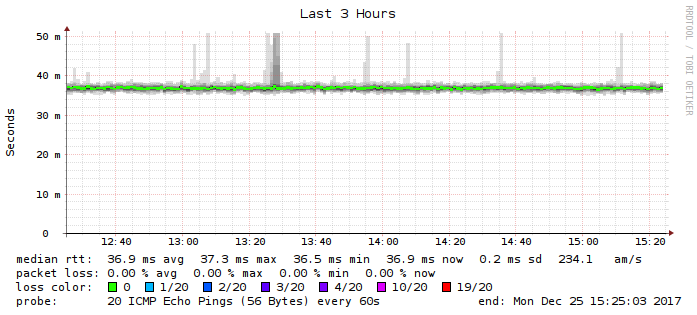 Last 3 Hours
RRDTOOL / TOBI OETIKER
Seconds
50 m
40 m
30 m
20 m
10 m
0
12:40 13:00 13:20 13:40 14:00 14:20 14:40 15:00 15:20
median rtt: 36.9 ms avg 37.3 ms max 36.5 ms min 36.9 ms now 0.2 ms sd 234.1 am/s
packet loss: 0.00 % avg 0.00 % max 0.00 % min 0.00 % now
loss color: 0 1/20 2/20 3/20 4/20 10/20 19/20
probe: 20 ICMP Echo Pings (56 Bytes) every 60s end: Mon Dec 25 15:25:03 2017